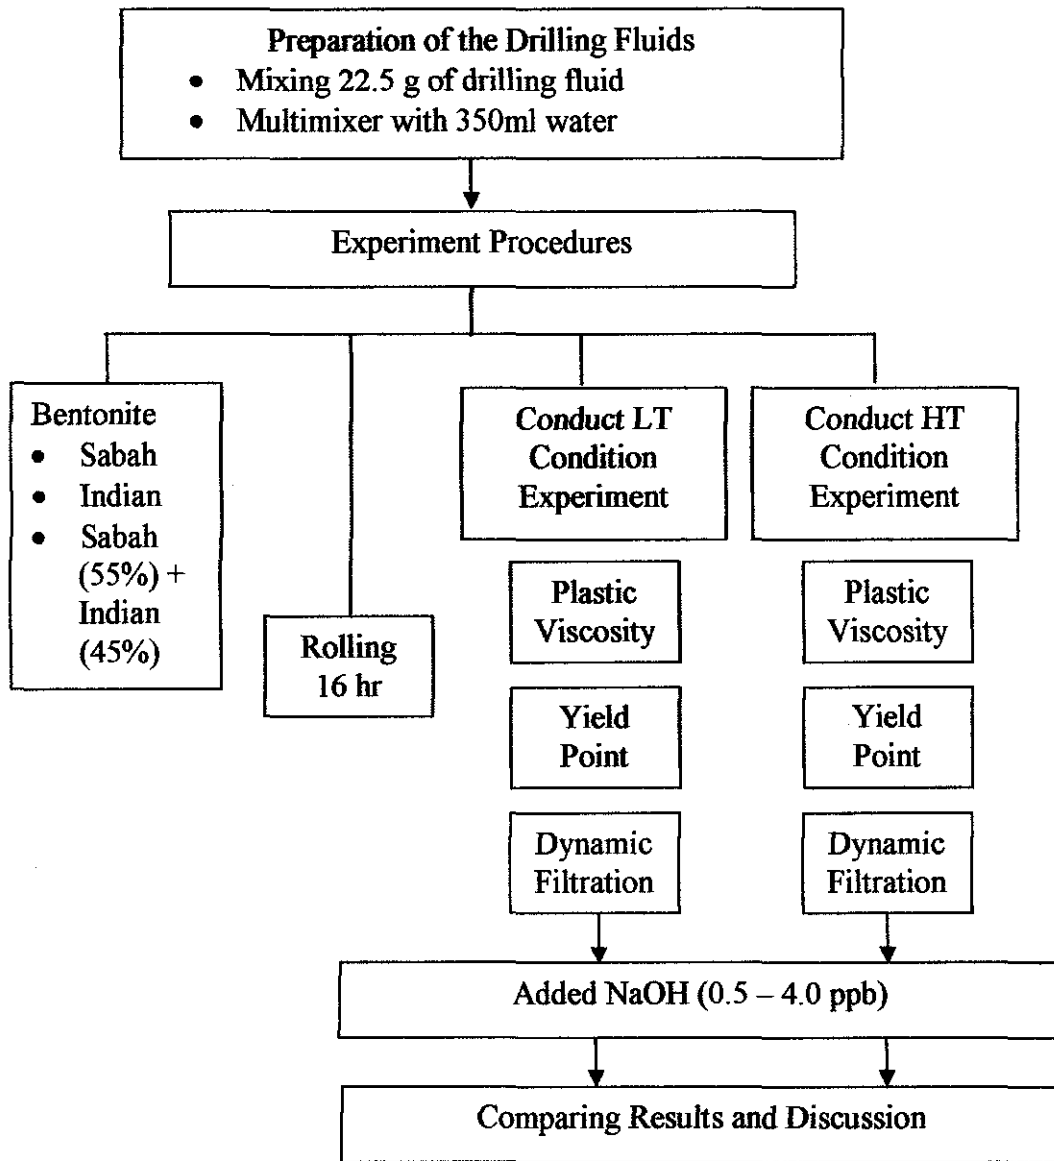 Preparation of the Drilling Fluids
• Mixing 22.5 g of drilling fluid
• Multimixer with 350ml water
Experiment Procedures
Bentonite
• Sabah
• Indian
• Sabah
(55%) +
Indian
(45%)
Rolling
16 hr
Conduct LT
Condition
Experiment
Plastic
Viscosity
Yield
Point
Dynamic
Filtration
Conduct HT
Condition
Experiment
Plastic
Viscosity
Yield
Point
Dynamic
Filtration
Added NaOH (0.5 – 4.0 ppb)
Comparing Results and Discussion